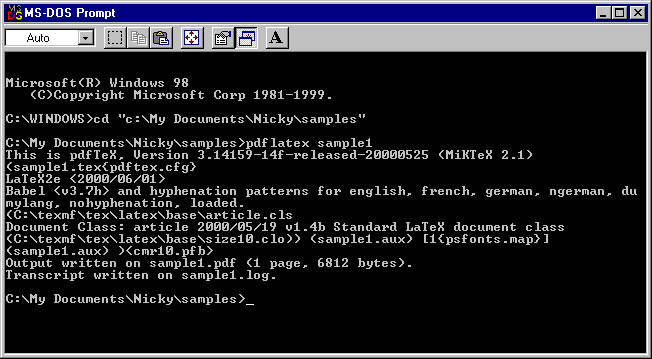 MS-DOS Prompt
Auto
A
Microsoft(R) Windows 98
(C)Copyright Microsoft Corp 1981-1999.
C:\WINDOWS>cd "c:\My Documents\Nicky\samples"
C:\My Documents\Nicky\samples>pdflatex sample1
This is pdfTeX, Version 3.14159-14f-released-20000525 (MiKTeX 2.1)
(sample1.tex{pdftex.cfg}
LaTeX2e <2000/06/01>
Babel <v3.7h> and hyphenation patterns for english, french, german, ngerman, du
mylang, nohyphenation, loaded.
(C:\texmf\tex\latex\base\article.cls
Document Class: article 2000/05/19 v1.4b Standard LaTeX document class
(C:\texmf\tex\latex\base\size10.clo)) (sample1.aux) [1{psfonts.map}]
(sample1.aux) )(cmr10.pfb)
Output written on sample1.pdf (1 page, 6812 bytes).
Transcript written on sample1.log.
C:\My Documents\Nicky\samples>_